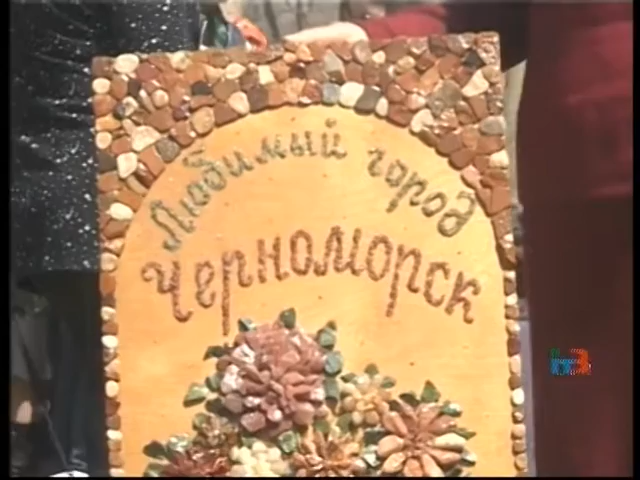 Любимый город
Черноморск